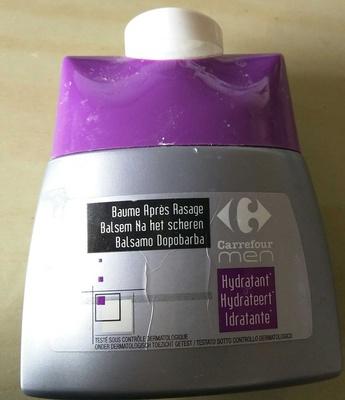 Baume Après Rasage
Balsem Na het scheren
Balsamo Dopobarba
Carrefour
men
Hydratant*
Hydrateert*
Idratante*
TESTÉ SOUS CONTRÔLE DERMATOLOGIQUE
ONDER DERMATOLOGISCH TOEZICHT GETEST / TESTATO SOTTO CONTROLLO DERMATOLOGICO